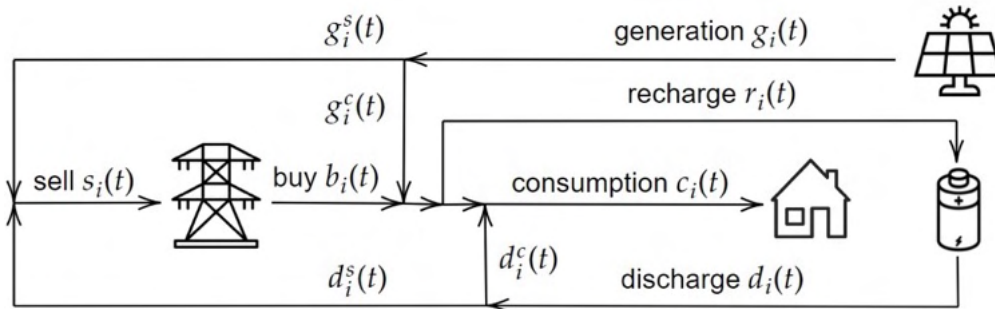 g_i^s(t)
generation g_i(t)
g_i^c(t)
recharge r_i(t)
sell s_i(t)
buy b_i(t)
consumption c_i(t)
d_i^s(t)
d_i^c(t)
discharge d_i(t)